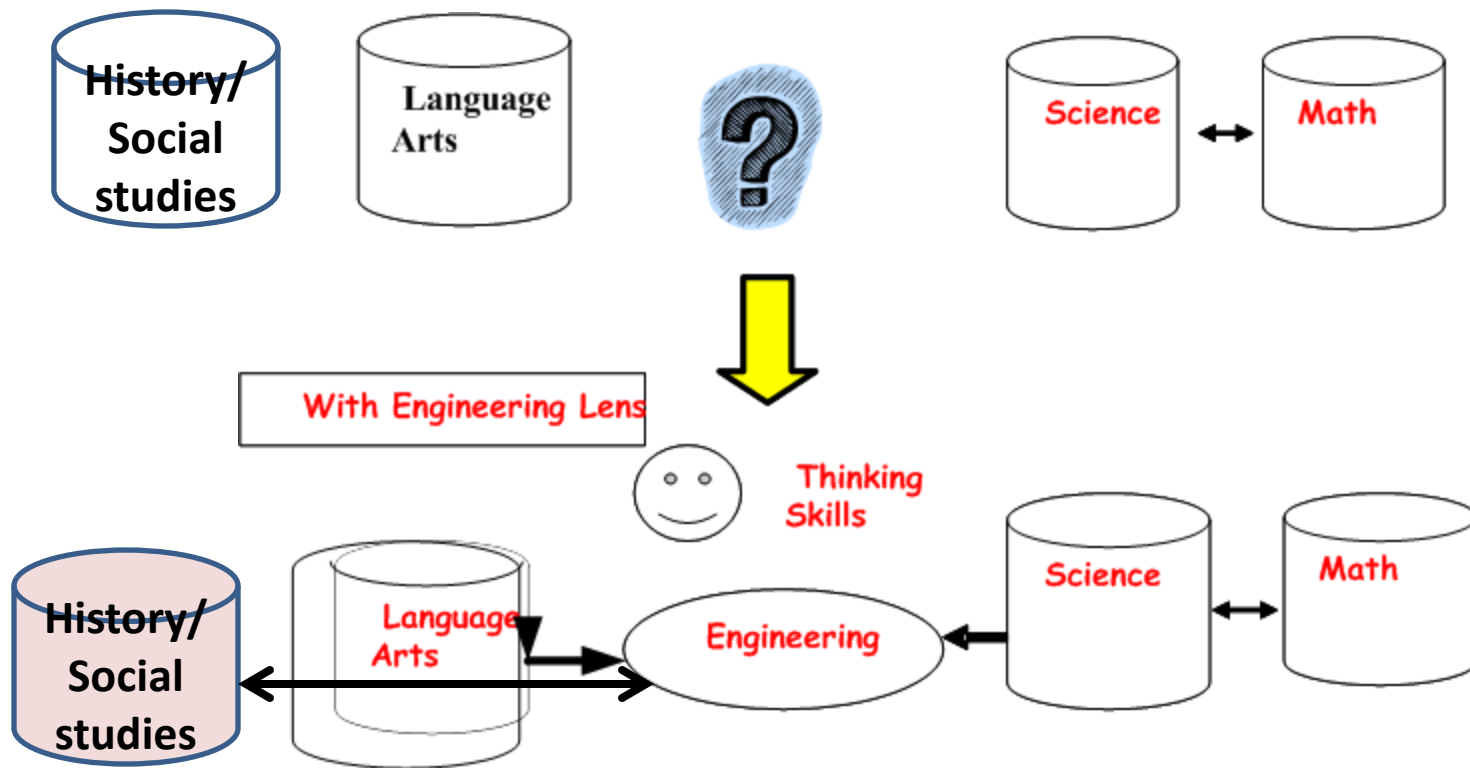 History/
Social
studies
Language
Arts
?
Science
Math
With Engineering Lens
Thinking
Skills
History/
Social
studies
Language
Arts
Engineering
Science
Math